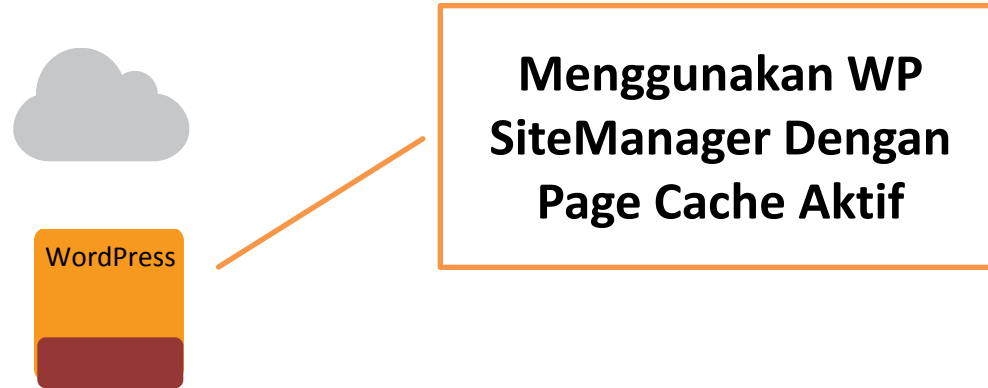 Menggunakan WP
SiteManager Dengan
Page Cache Aktif
WordPress